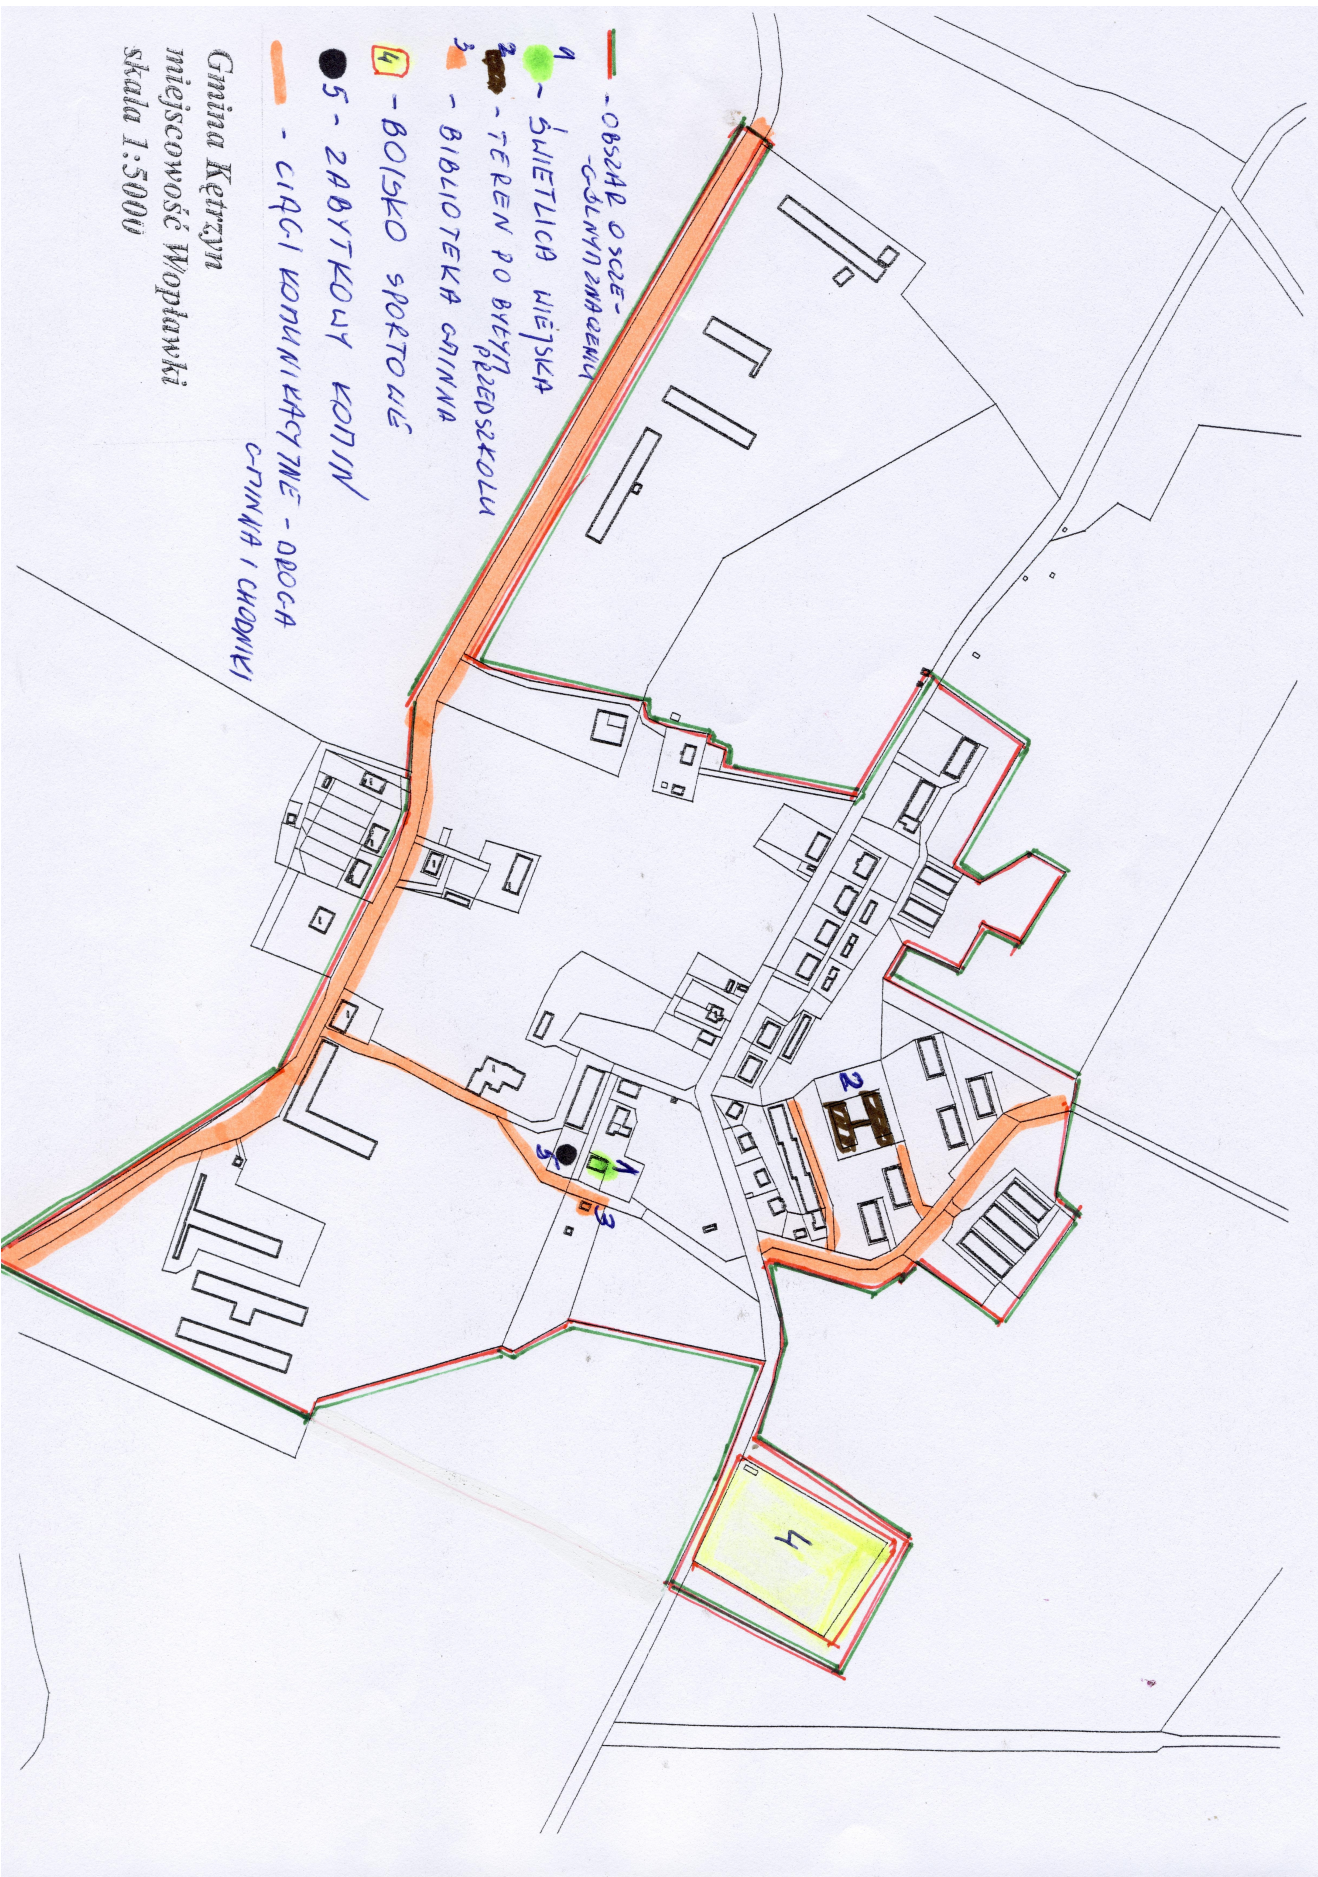 - OBSZAR O SZCZE-
-GÓLNYM ZNACZENIU
1 - ŚWIETLICA WIEJSKA
2 - TEREN PO BYŁYM
PRZEDSZKOLU
3 - BIBLIOTEKA GMINNA
4 - BOISKO SPORTOWE
5 - ZABYTKOWY KOMIN
- CIĄGI KOMUNIKACYJNE - DROGA
GMINNA I CHODNIKI
Gmina Kętrzyn
miejscowość Wopławki
skala 1:5000
2
1
5
3
4